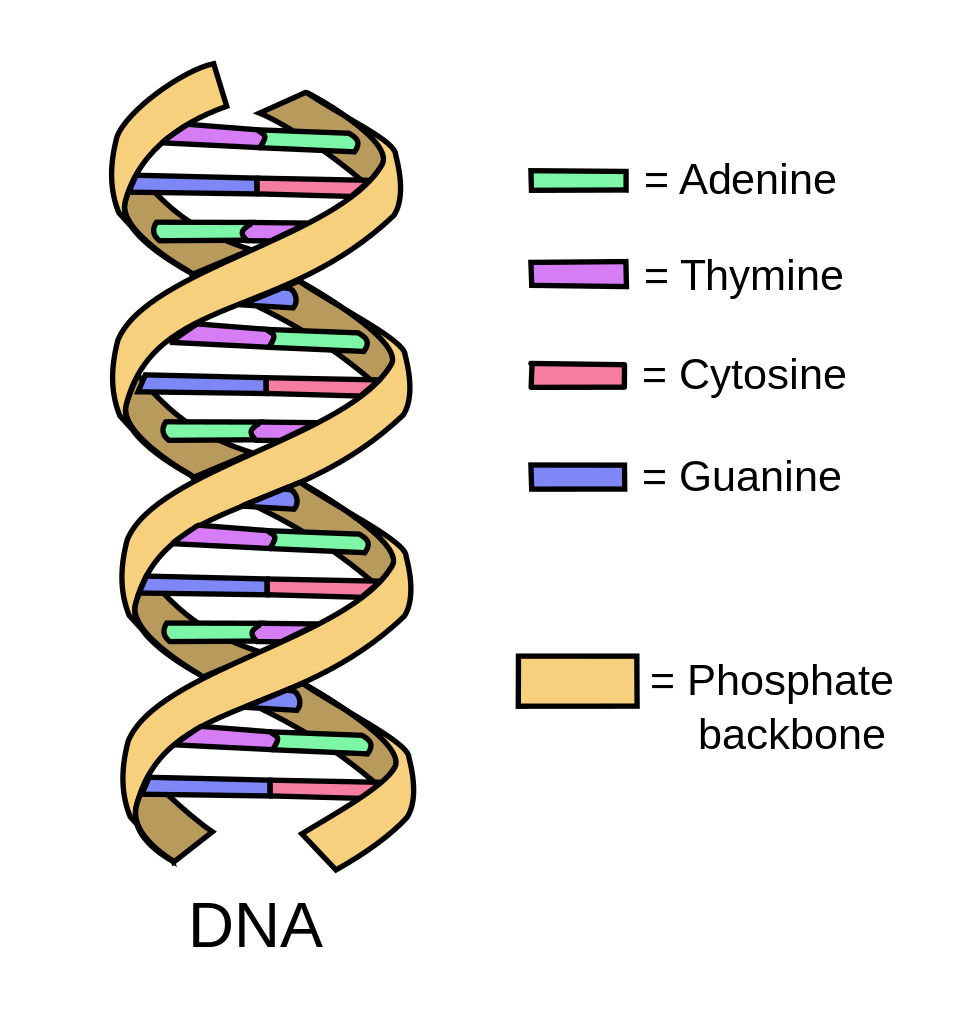 = Adenine
= Thymine
= Cytosine
= Guanine
= Phosphate
backbone
DNA